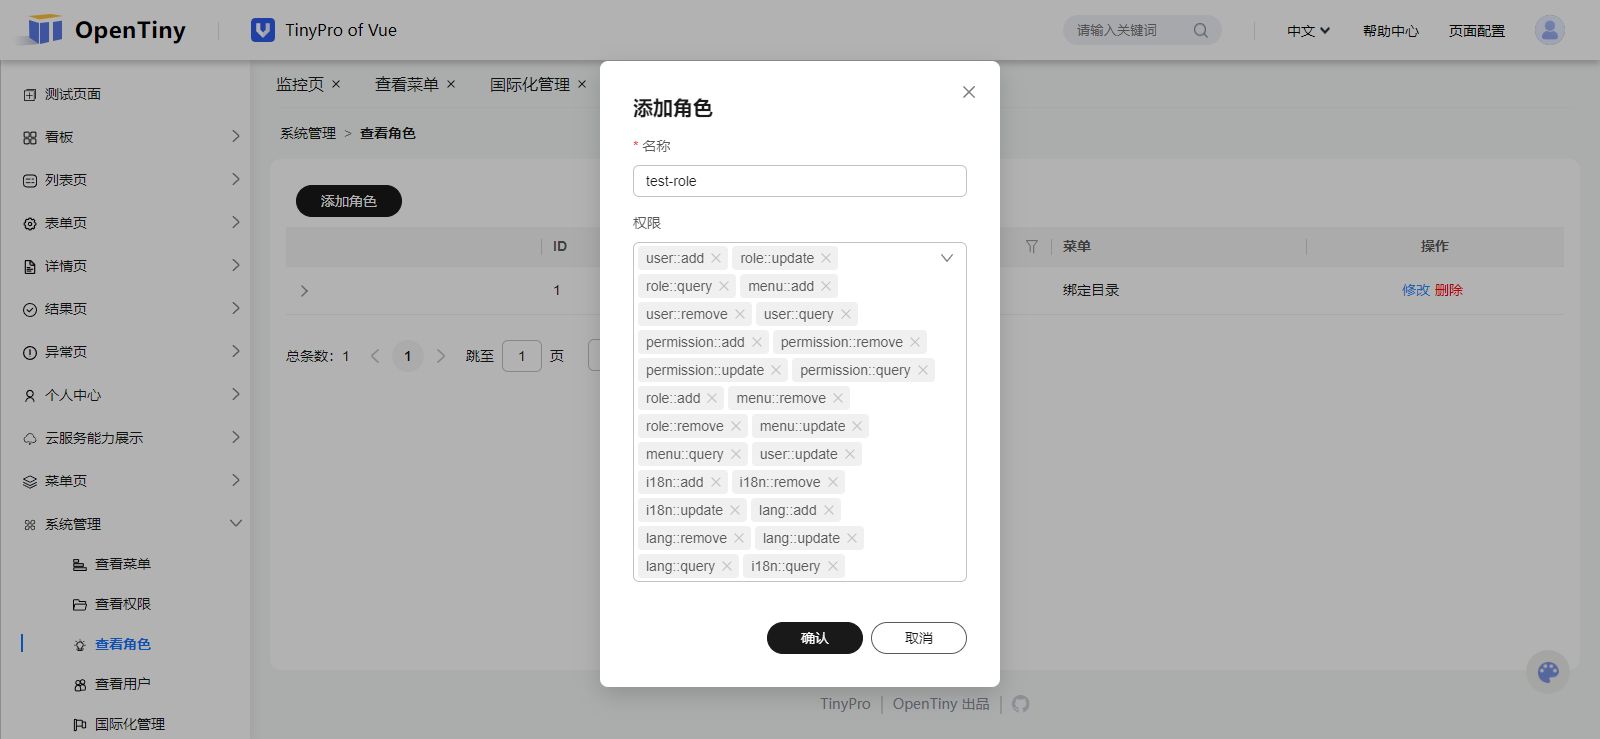 OpenTiny
TinyPro of Vue
请输入关键词
中文
帮助中心
页面配置
测试页面
看板
列表页
表单页
详情页
结果页
异常页
个人中心
云服务能力展示
菜单页
系统管理
查看菜单
查看权限
查看角色
查看用户
国际化管理
监控页 × 查看菜单 × 国际化管理 ×
系统管理 > 查看角色
添加角色
ID 菜单 操作
1 绑定目录 修改 删除
总条数：1 1 跳至 1 页
添加角色
* 名称
test-role
权限
user::add role::update
role::query menu::add
user::remove user::query
permission::add permission::remove
permission::update permission::query
role::add menu::remove
role::remove menu::update
menu::query user::update
i18n::add i18n::remove
i18n::update lang::add
lang::remove lang::update
lang::query i18n::query
确认 取消
TinyPro | OpenTiny 出品 |